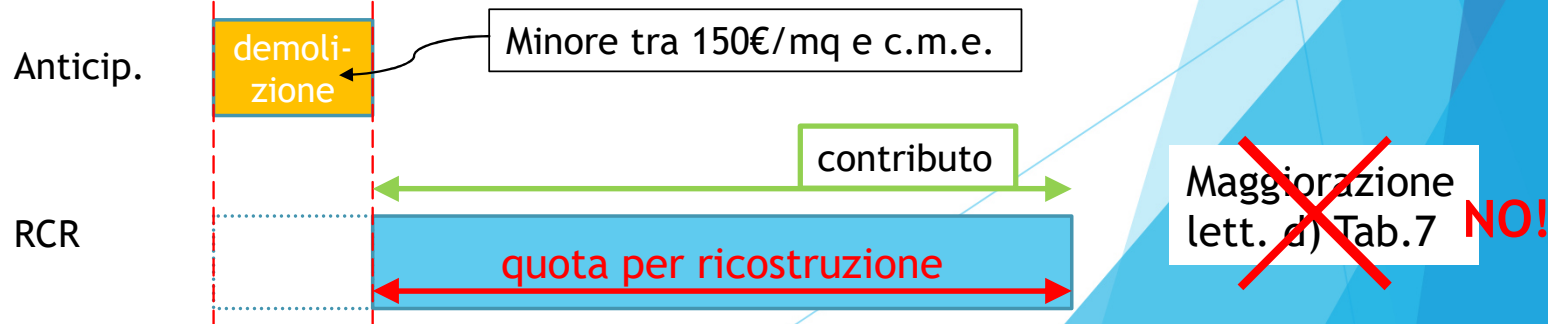 Anticip.
demoli-
zione
Minore tra 150€/mq e c.m.e.
contributo
Maggiorazione
lett. d) Tab.7
NO!
RCR
quota per ricostruzione